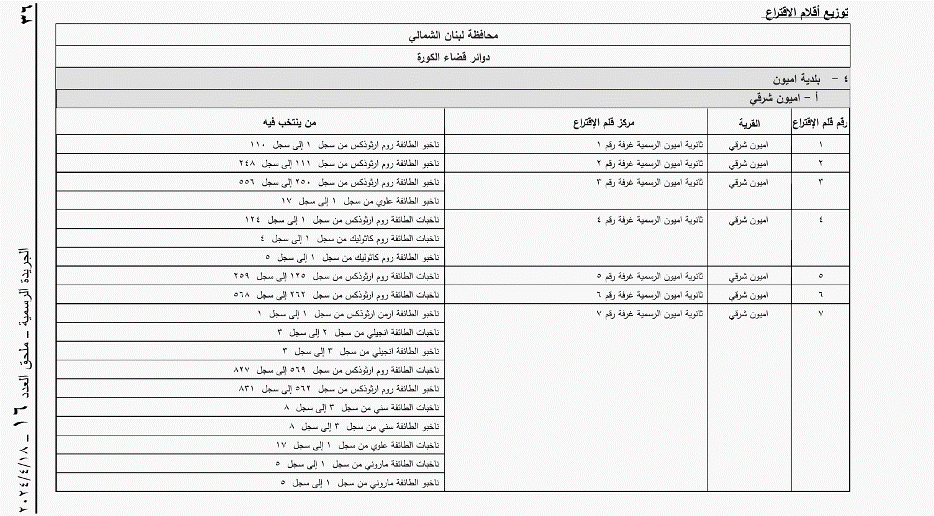 توزيع أقلام الإقتراع
٣٦
محافظة لبنان الشمالي
دوائر قضاء الكورة
٤ - بلدية اميون
أ - اميون شرقي
رقم قلم الإقتراع القرية مركز قلم الإقتراع من ينتخب فيه
١ اميون شرقي ثانوية اميون الرسمية غرفة رقم ١ ناخبو الطائفة روم ارثوذكس من سجل ١ إلى سجل ١١٠
٢ اميون شرقي ثانوية اميون الرسمية غرفة رقم ٢ ناخبو الطائفة روم ارثوذكس من سجل ١١١ إلى سجل ٢٤٨
٣ اميون شرقي ثانوية اميون الرسمية غرفة رقم ٣ ناخبو الطائفة روم ارثوذكس من سجل ٢٥٠ إلى سجل ٥٥٦
ناخبو الطائفة علوي من سجل ١ إلى سجل ١٧
٤ اميون شرقي ثانوية اميون الرسمية غرفة رقم ٤ ناخبات الطائفة روم ارثوذكس من سجل ١ إلى سجل ١٢٤
ناخبات الطائفة روم كاثوليك من سجل ١ إلى سجل ٤
ناخبو الطائفة روم كاثوليك من سجل ١ إلى سجل ٥
٥ اميون شرقي ثانوية اميون الرسمية غرفة رقم ٥ ناخبات الطائفة روم ارثوذكس من سجل ١٢٥ إلى سجل ٢٥٩
٦ اميون شرقي ثانوية اميون الرسمية غرفة رقم ٦ ناخبات الطائفة روم ارثوذكس من سجل ٢٦٢ إلى سجل ٥٦٨
٧ اميون شرقي ثانوية اميون الرسمية غرفة رقم ٧ ناخبو الطائفة ارمن ارثوذكس من سجل ١ إلى سجل ١
ناخبات الطائفة انجيلي من سجل ٢ إلى سجل ٣
ناخبو الطائفة انجيلي من سجل ٣ إلى سجل ٣
ناخبات الطائفة روم ارثوذكس من سجل ٥٦٩ إلى سجل ٨٢٧
ناخبو الطائفة روم ارثوذكس من سجل ٥٦٢ إلى سجل ٨٣١
ناخبات الطائفة سني من سجل ٣ إلى سجل ٨
ناخبو الطائفة سني من سجل ٣ إلى سجل ٨
ناخبات الطائفة علوي من سجل ١ إلى سجل ١٧
ناخبات الطائفة ماروني من سجل ١ إلى سجل ٥
ناخبو الطائفة ماروني من سجل ١ إلى سجل ٥
الجريدة الرسمية – ملحق العدد ١٦ – ٢٠٢٤/٤/١٨